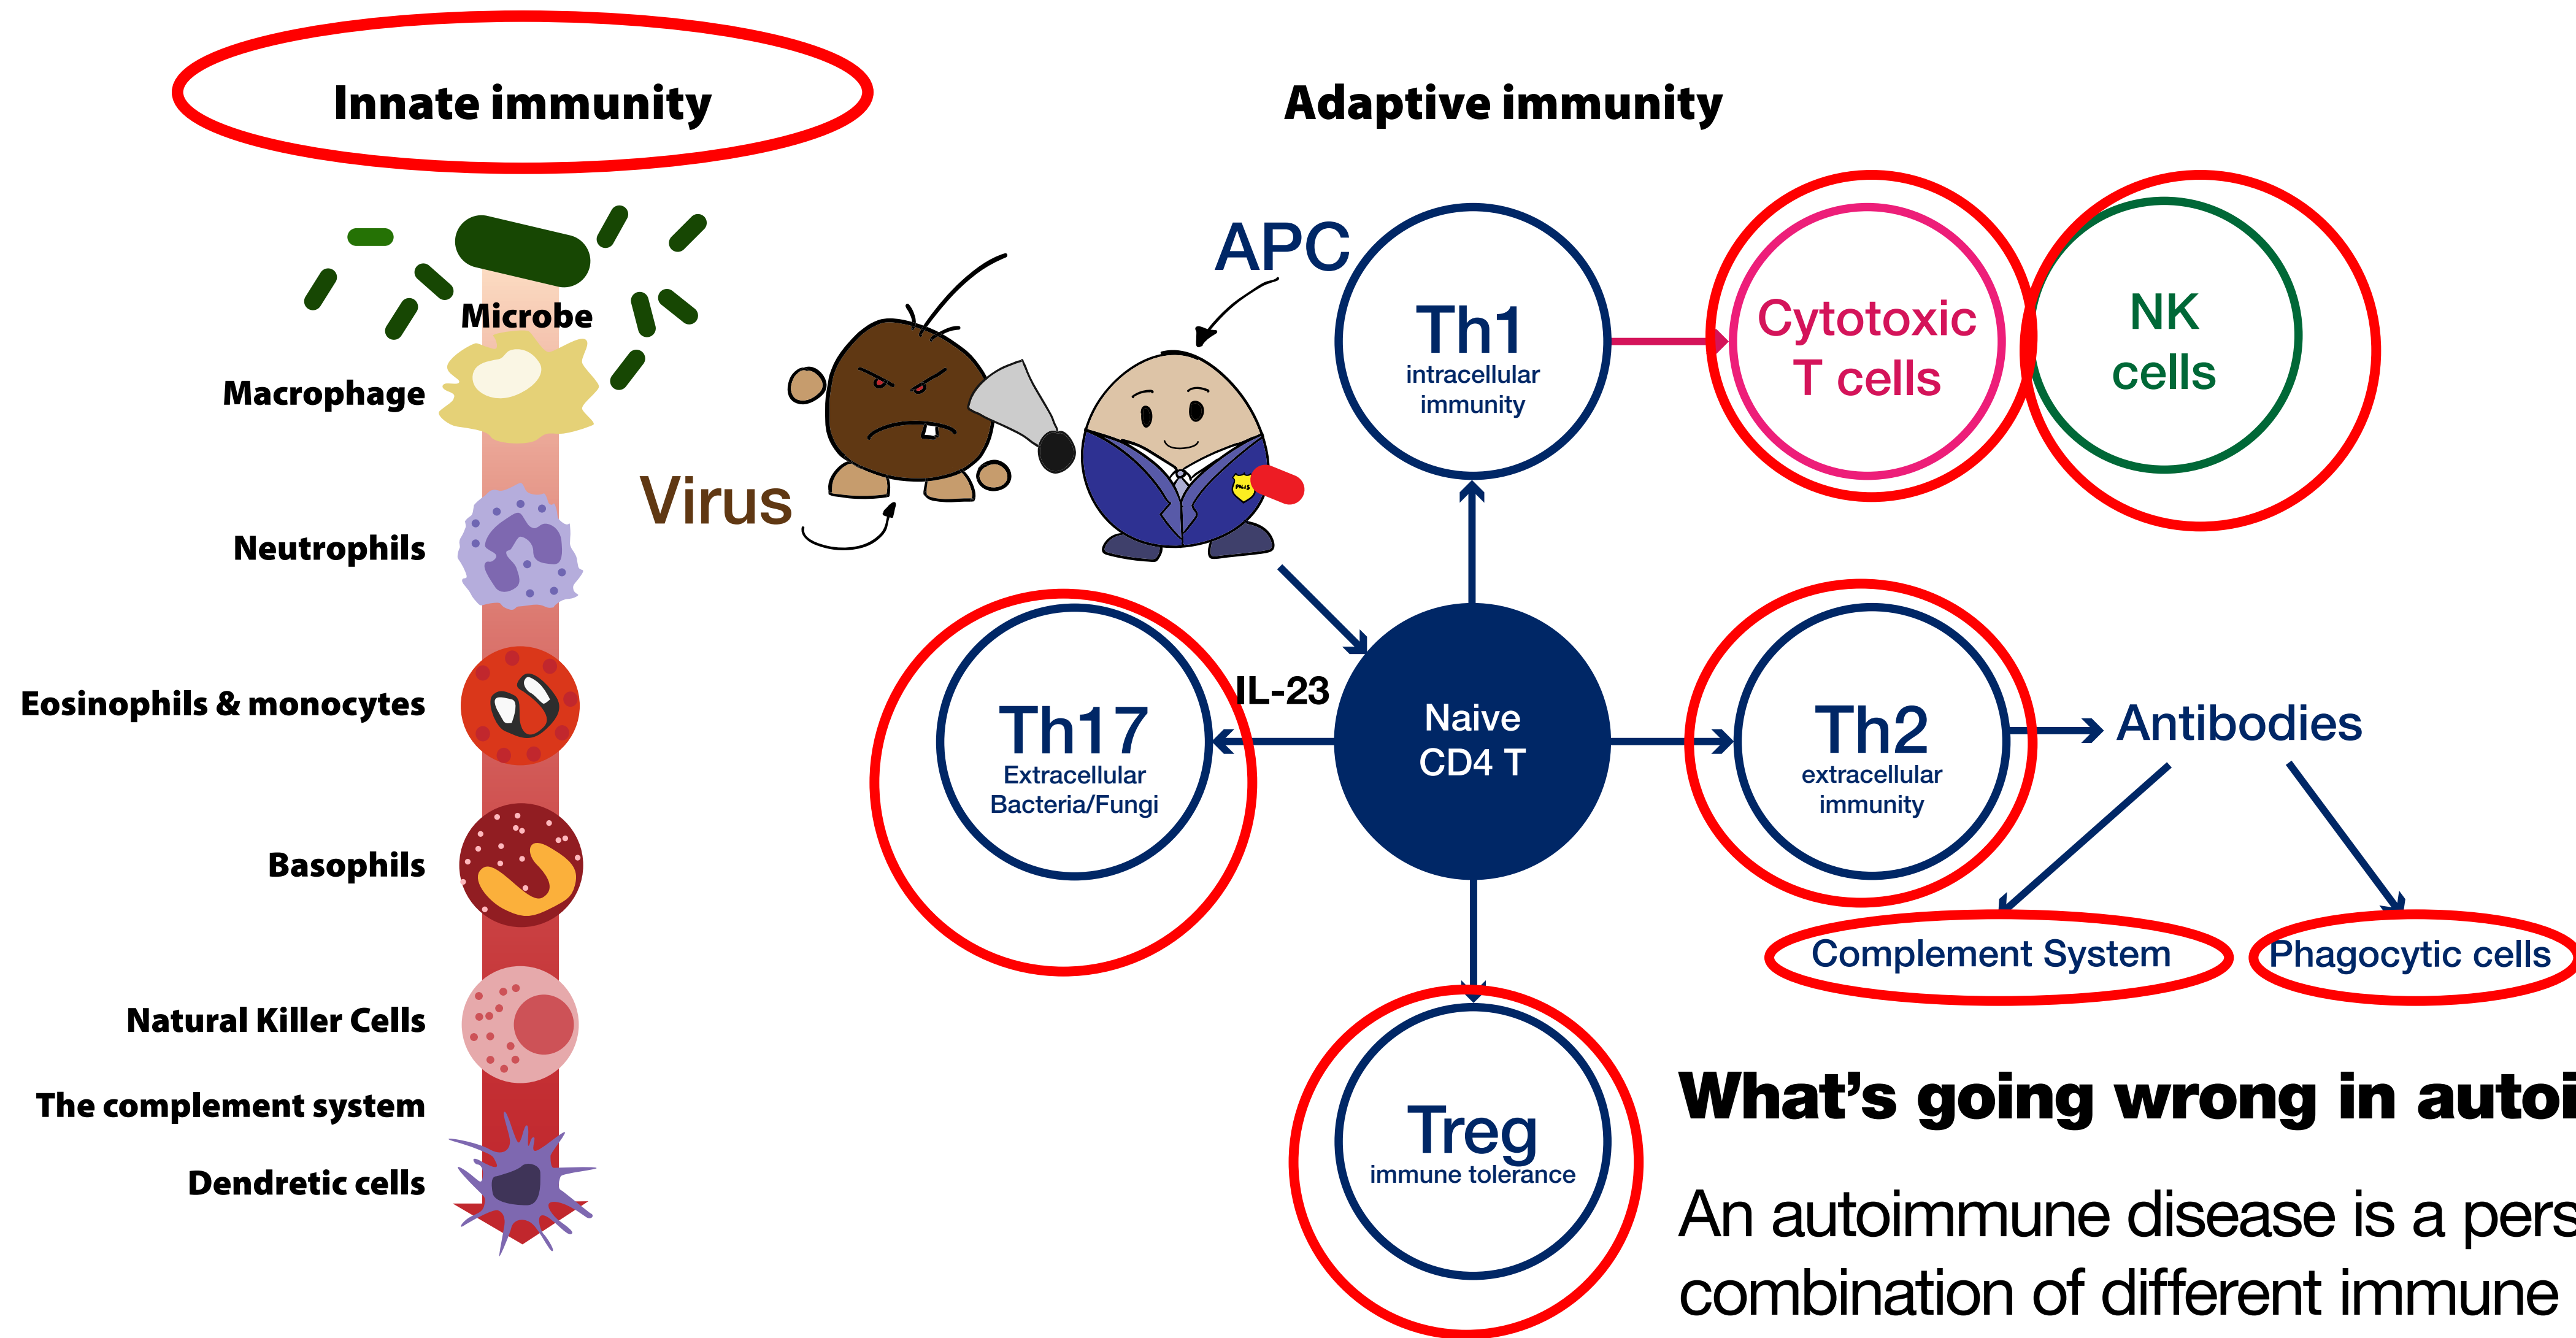 Innate immunity
Adaptive immunity
Microbe
Macrophage
Neutrophils
Eosinophils & monocytes
Basophils
Natural Killer Cells
The complement system
Dendretic cells
Virus
APC
Th1
intracellular
immunity
Cytotoxic
T cells
NK
cells
IL-23
Th17
Extracellular
Bacteria/Fungi
Naive
CD4 T
Th2
extracellular
immunity
Antibodies
Complement System
Phagocytic cells
Treg
immune tolerance
What's going wrong in autoi
An autoimmune disease is a pers
combination of different immune